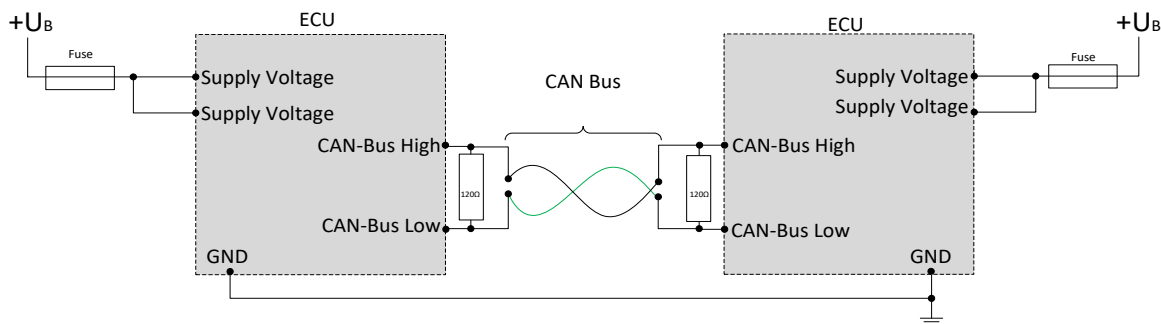 ECU
ECU
+UB
+UB
Fuse
Fuse
Supply Voltage
Supply Voltage
CAN Bus
Supply Voltage
Supply Voltage
CAN-Bus High
CAN-Bus High
120Ω
120Ω
CAN-Bus Low
CAN-Bus Low
GND
GND